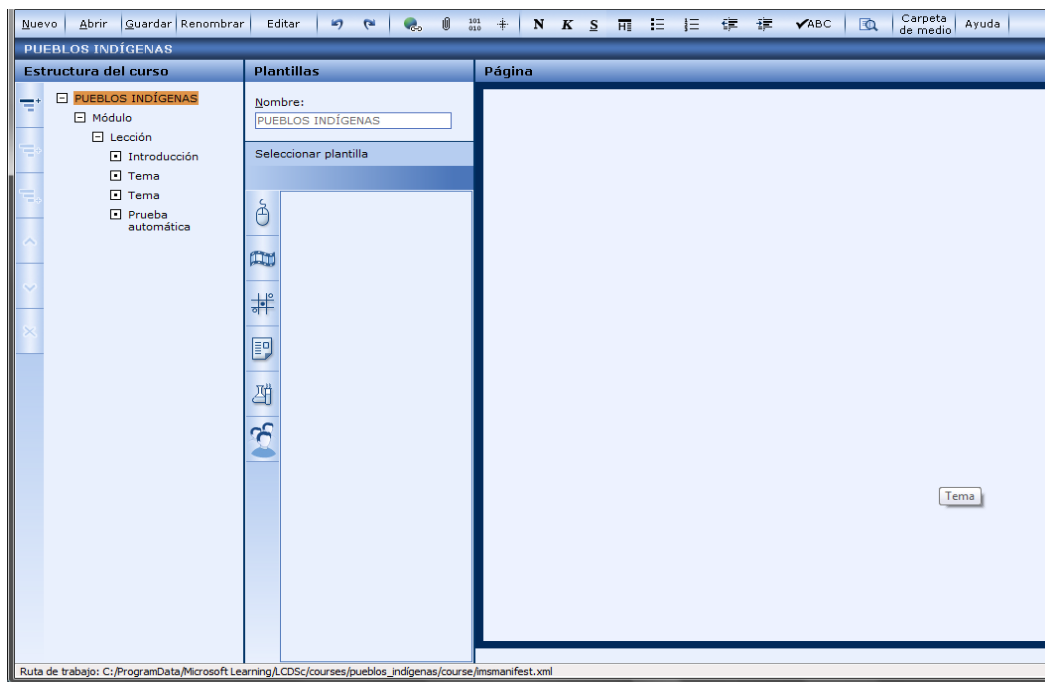 Nuevo Abrir Guardar Renombrar Editar 101 010 N K S H ABC Carpeta de medio Ayuda
PUEBLOS INDÍGENAS
Estructura del curso Plantillas Página
PUEBLOS INDÍGENAS
Módulo
Lección
Introducción
Tema
Tema
Prueba
automática
Nombre:
PUEBLOS INDÍGENAS
Seleccionar plantilla
Tema
Ruta de trabajo: C:/ProgramData/Microsoft Learning/LCDSc/courses/pueblos_indígenas/course/imsmanifest.xml